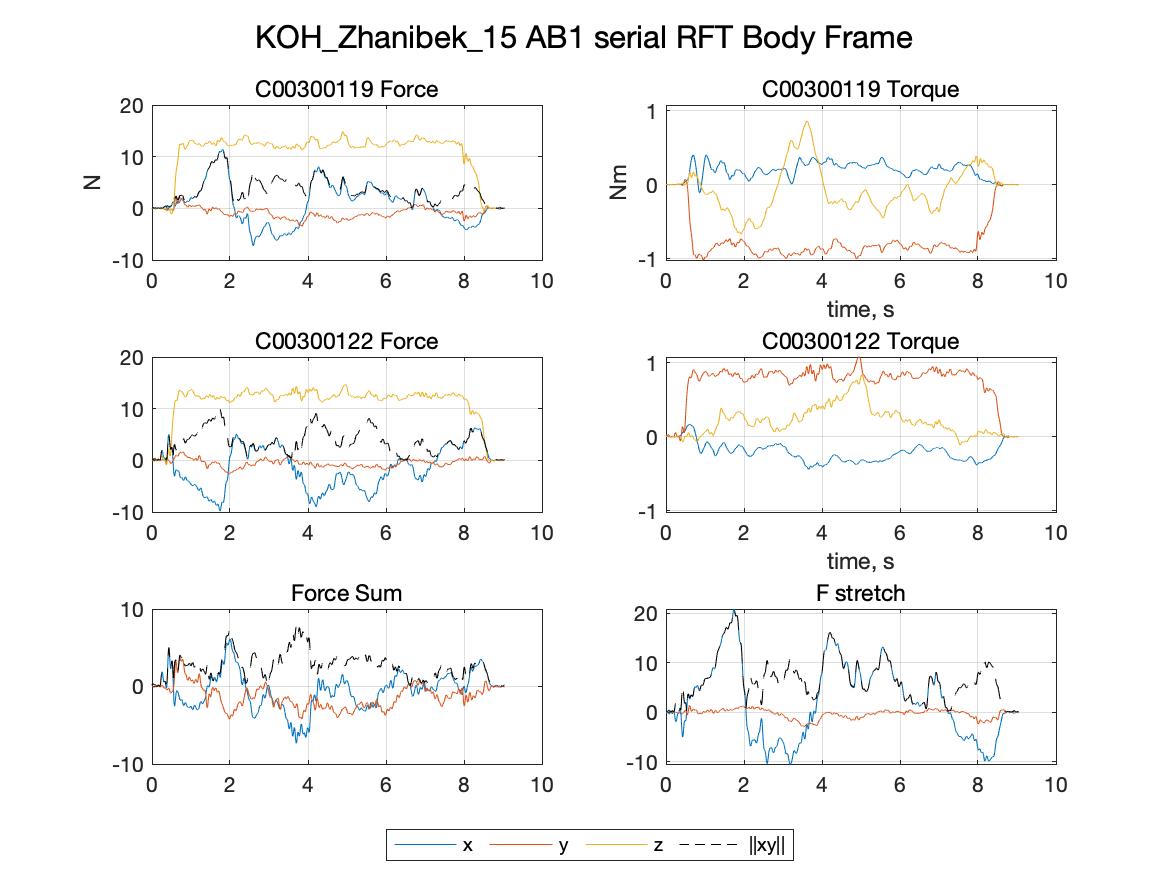 KOH_Zhanibek_15 AB1 serial RFT Body Frame
C00300119 Force
N
20
10
0
-10
0 2 4 6 8 10
C00300119 Torque
Nm
1
0
-1
0 2 4 6 8 10
time, s
C00300122 Force
20
10
0
-10
0 2 4 6 8 10
C00300122 Torque
1
0
-1
0 2 4 6 8 10
time, s
Force Sum
10
0
-10
0 2 4 6 8 10
F stretch
20
10
0
-10
0 2 4 6 8 10
x y z ||xy||